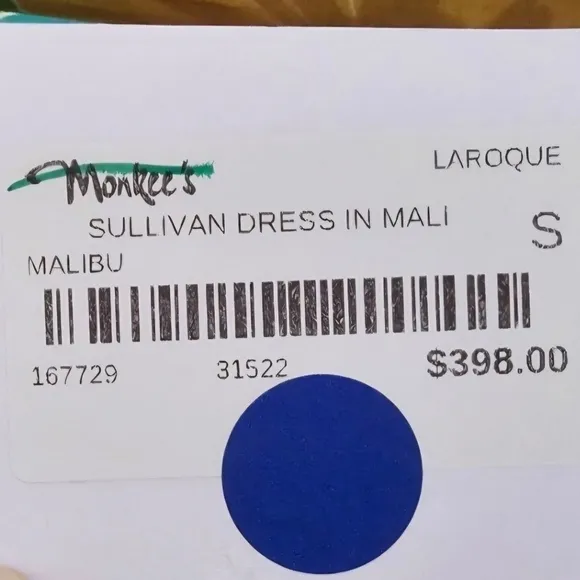 Monkee's
LAROQUE
SULLIVAN DRESS IN MALI
S
MALIBU
167729 31522 $398.00